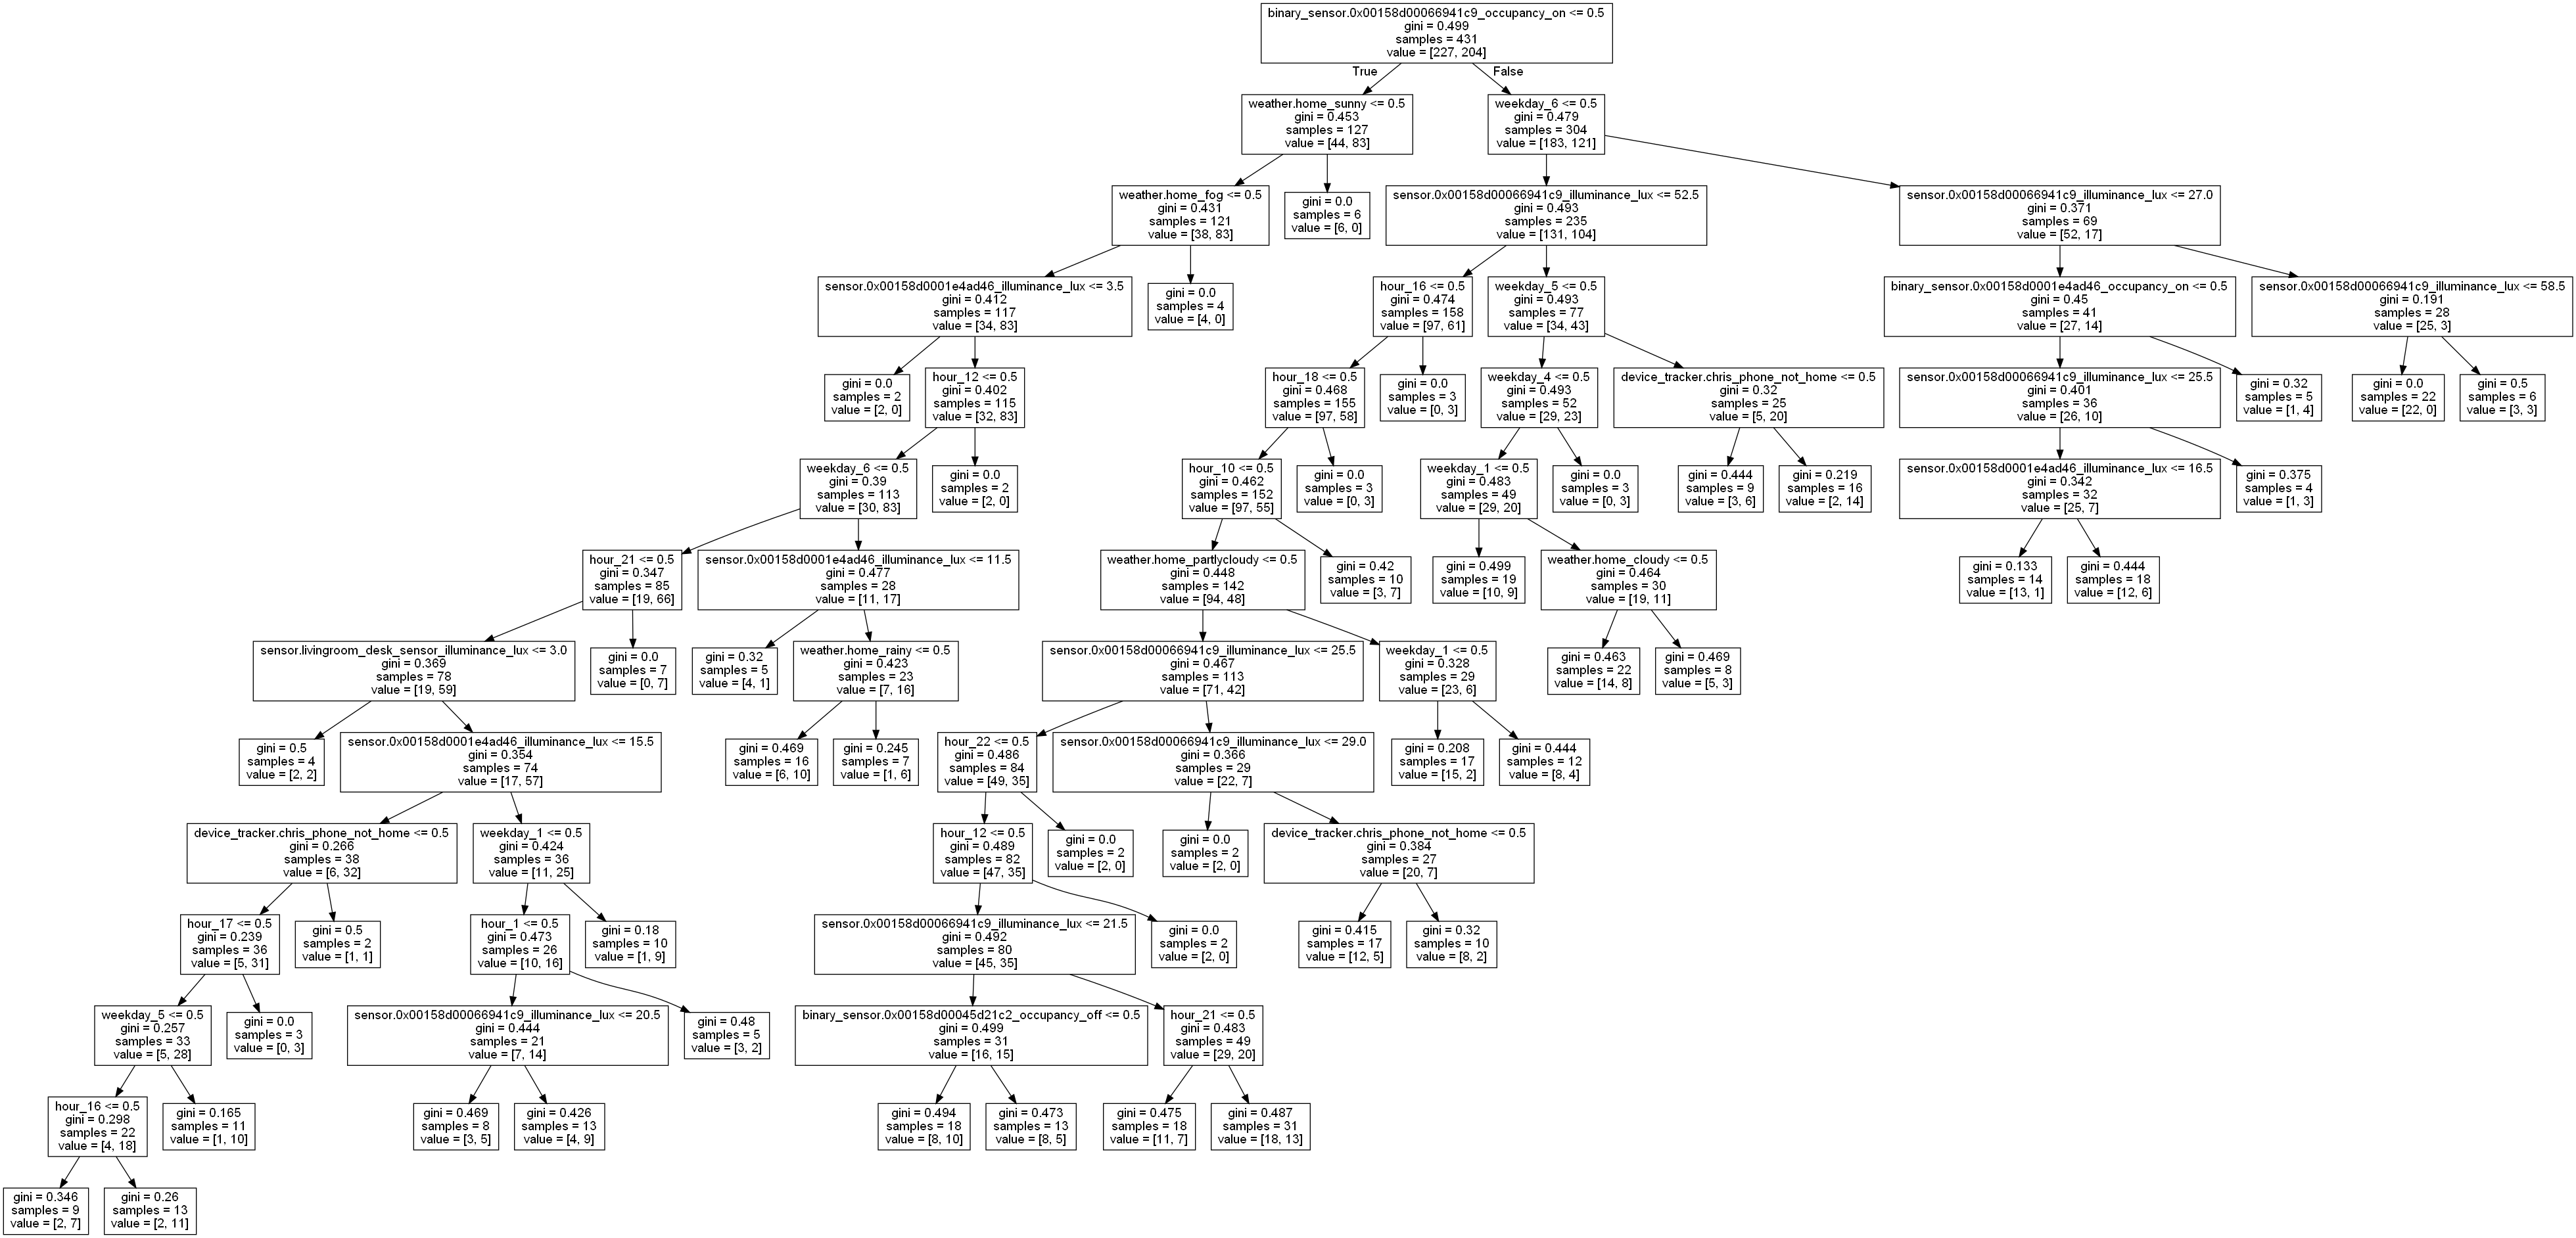 binary_sensor.0x00158d00066941c9_occupancy_on <= 0.5
gini = 0.499
samples = 431
value = [227, 204]
True
False
weather.home_sunny <= 0.5
gini = 0.453
samples = 127
value = [44, 83]
weekday_6 <= 0.5
gini = 0.479
samples = 304
value = [183, 121]
weather.home_fog <= 0.5
gini = 0.431
samples = 121
value = [38, 83]
gini = 0.0
samples = 6
value = [6, 0]
sensor.0x00158d00066941c9_illuminance_lux <= 52.5
gini = 0.493
samples = 235
value = [131, 104]
sensor.0x00158d00066941c9_illuminance_lux <= 27.0
gini = 0.371
samples = 69
value = [52, 17]
sensor.0x00158d0001e4ad46_illuminance_lux <= 3.5
gini = 0.412
samples = 117
value = [34, 83]
gini = 0.0
samples = 4
value = [4, 0]
hour_16 <= 0.5
gini = 0.474
samples = 158
value = [97, 61]
weekday_5 <= 0.5
gini = 0.493
samples = 77
value = [34, 43]
binary_sensor.0x00158d0001e4ad46_occupancy_on <= 0.5
gini = 0.45
samples = 41
value = [27, 14]
sensor.0x00158d00066941c9_illuminance_lux <= 58.5
gini = 0.191
samples = 28
value = [25, 3]
gini = 0.0
samples = 2
value = [2, 0]
hour_12 <= 0.5
gini = 0.402
samples = 115
value = [32, 83]
hour_18 <= 0.5
gini = 0.468
samples = 155
value = [97, 58]
gini = 0.0
samples = 3
value = [0, 3]
weekday_4 <= 0.5
gini = 0.493
samples = 52
value = [29, 23]
device_tracker.chris_phone_not_home <= 0.5
gini = 0.32
samples = 25
value = [5, 20]
sensor.0x00158d00066941c9_illuminance_lux <= 25.5
gini = 0.401
samples = 36
value = [26, 10]
gini = 0.32
samples = 5
value = [1, 4]
gini = 0.0
samples = 22
value = [22, 0]
gini = 0.5
samples = 6
value = [3, 3]
weekday_6 <= 0.5
gini = 0.39
samples = 113
value = [30, 83]
gini = 0.0
samples = 2
value = [2, 0]
hour_10 <= 0.5
gini = 0.462
samples = 152
value = [97, 55]
gini = 0.0
samples = 3
value = [0, 3]
weekday_1 <= 0.5
gini = 0.483
samples = 49
value = [29, 20]
gini = 0.0
samples = 3
value = [0, 3]
gini = 0.444
samples = 9
value = [3, 6]
gini = 0.219
samples = 16
value = [2, 14]
sensor.0x00158d0001e4ad46_illuminance_lux <= 16.5
gini = 0.342
samples = 32
value = [25, 7]
gini = 0.375
samples = 4
value = [1, 3]
hour_21 <= 0.5
gini = 0.347
samples = 85
value = [19, 66]
sensor.0x00158d0001e4ad46_illuminance_lux <= 11.5
gini = 0.477
samples = 28
value = [11, 17]
weather.home_partlycloudy <= 0.5
gini = 0.448
samples = 142
value = [94, 48]
gini = 0.42
samples = 10
value = [3, 7]
gini = 0.499
samples = 19
value = [10, 9]
weather.home_cloudy <= 0.5
gini = 0.464
samples = 30
value = [19, 11]
gini = 0.133
samples = 14
value = [13, 1]
gini = 0.444
samples = 18
value = [12, 6]
sensor.livingroom_desk_sensor_illuminance_lux <= 3.0
gini = 0.369
samples = 78
value = [19, 59]
gini = 0.0
samples = 7
value = [0, 7]
gini = 0.32
samples = 5
value = [4, 1]
weather.home_rainy <= 0.5
gini = 0.423
samples = 23
value = [7, 16]
sensor.0x00158d00066941c9_illuminance_lux <= 25.5
gini = 0.467
samples = 113
value = [71, 42]
weekday_1 <= 0.5
gini = 0.328
samples = 29
value = [23, 6]
gini = 0.463
samples = 22
value = [14, 8]
gini = 0.469
samples = 8
value = [5, 3]
gini = 0.5
samples = 4
value = [2, 2]
sensor.0x00158d0001e4ad46_illuminance_lux <= 15.5
gini = 0.354
samples = 74
value = [17, 57]
gini = 0.469
samples = 16
value = [6, 10]
gini = 0.245
samples = 7
value = [1, 6]
hour_22 <= 0.5
gini = 0.486
samples = 84
value = [49, 35]
sensor.0x00158d00066941c9_illuminance_lux <= 29.0
gini = 0.366
samples = 29
value = [22, 7]
gini = 0.208
samples = 17
value = [15, 2]
gini = 0.444
samples = 12
value = [8, 4]
device_tracker.chris_phone_not_home <= 0.5
gini = 0.266
samples = 38
value = [6, 32]
weekday_1 <= 0.5
gini = 0.424
samples = 36
value = [11, 25]
hour_12 <= 0.5
gini = 0.489
samples = 82
value = [47, 35]
gini = 0.0
samples = 2
value = [2, 0]
gini = 0.0
samples = 2
value = [2, 0]
device_tracker.chris_phone_not_home <= 0.5
gini = 0.384
samples = 27
value = [20, 7]
hour_17 <= 0.5
gini = 0.239
samples = 36
value = [5, 31]
gini = 0.5
samples = 2
value = [1, 1]
hour_1 <= 0.5
gini = 0.473
samples = 26
value = [10, 16]
gini = 0.18
samples = 10
value = [1, 9]
sensor.0x00158d00066941c9_illuminance_lux <= 21.5
gini = 0.492
samples = 80
value = [45, 35]
gini = 0.0
samples = 2
value = [2, 0]
gini = 0.415
samples = 17
value = [12, 5]
gini = 0.32
samples = 10
value = [8, 2]
weekday_5 <= 0.5
gini = 0.257
samples = 33
value = [5, 28]
gini = 0.0
samples = 3
value = [0, 3]
sensor.0x00158d00066941c9_illuminance_lux <= 20.5
gini = 0.444
samples = 21
value = [7, 14]
gini = 0.48
samples = 5
value = [3, 2]
binary_sensor.0x00158d00045d21c2_occupancy_off <= 0.5
gini = 0.499
samples = 31
value = [16, 15]
hour_21 <= 0.5
gini = 0.483
samples = 49
value = [29, 20]
hour_16 <= 0.5
gini = 0.298
samples = 22
value = [4, 18]
gini = 0.165
samples = 11
value = [1, 10]
gini = 0.469
samples = 8
value = [3, 5]
gini = 0.426
samples = 13
value = [4, 9]
gini = 0.494
samples = 18
value = [8, 10]
gini = 0.473
samples = 13
value = [8, 5]
gini = 0.475
samples = 18
value = [11, 7]
gini = 0.487
samples = 31
value = [18, 13]
gini = 0.346
samples = 9
value = [2, 7]
gini = 0.26
samples = 13
value = [2, 11]